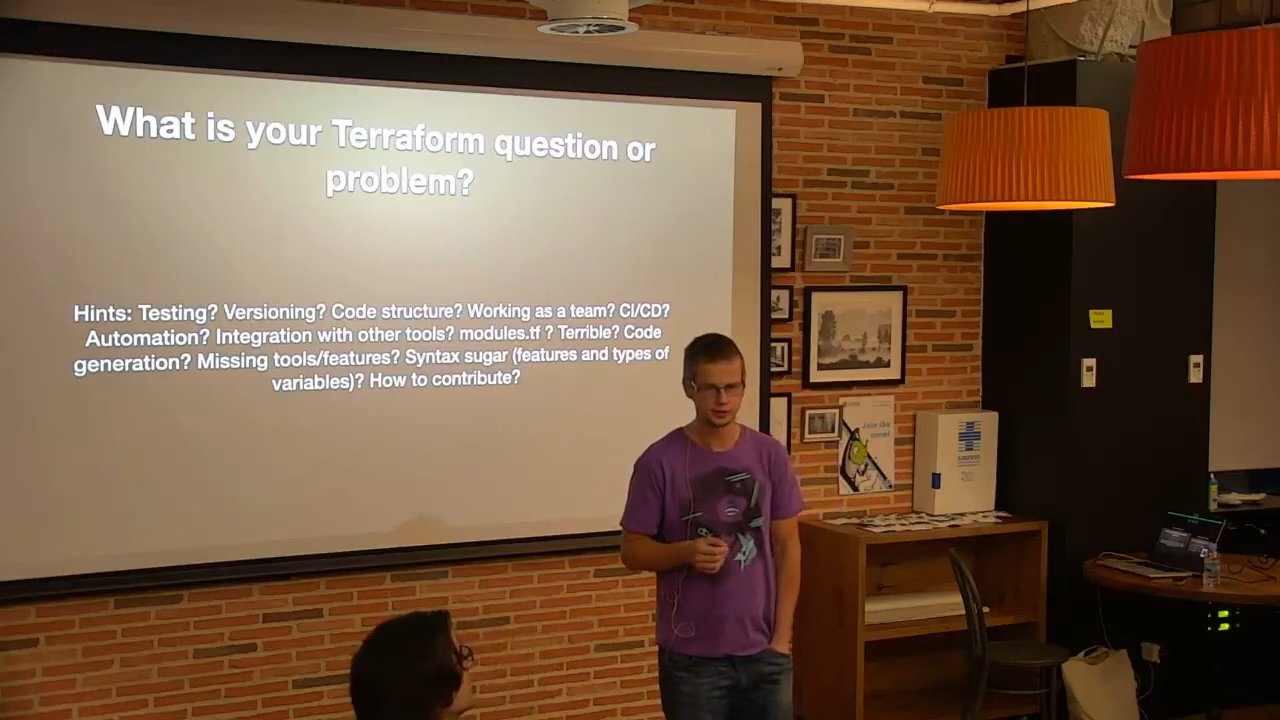 What is your Terraform question or
problem?
Hints: Testing? Versioning? Code structure? Working as a team? CI/CD?
Automation? Integration with other tools? modules.tf ? Terrible? Code
generation? Missing tools/features? Syntax sugar (features and types of
variables)? How to contribute?
Join the